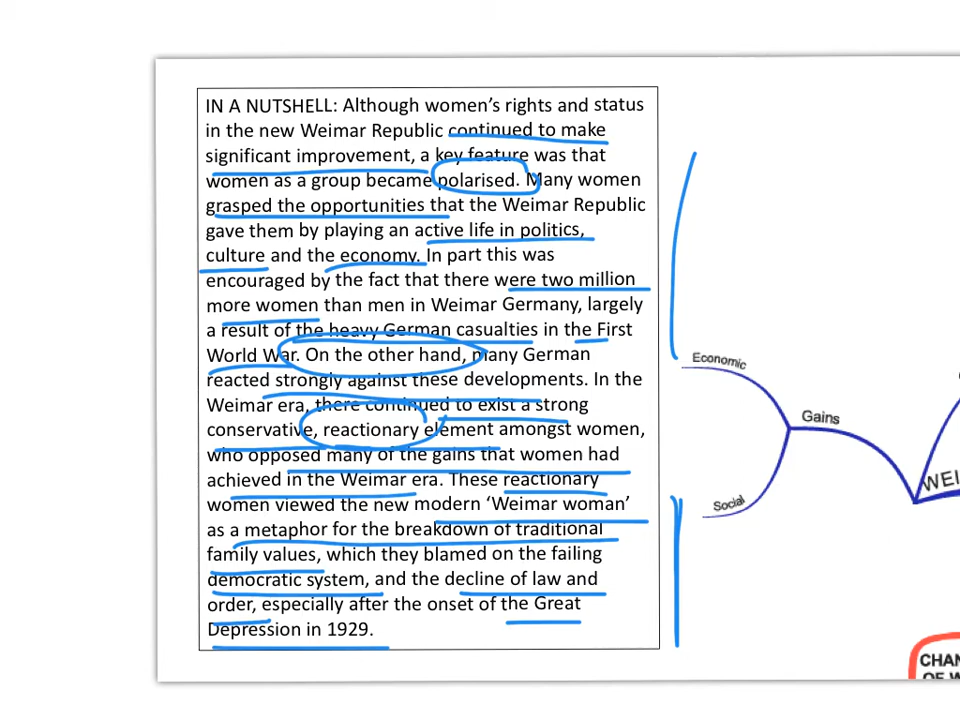 IN A NUTSHELL: Although women's rights and status
in the new Weimar Republic continued to make
significant improvement, a key feature was that
women as a group became polarised. Many women
grasped the opportunities that the Weimar Republic
gave them by playing an active life in politics,
culture and the economy. In part this was
encouraged by the fact that there were two million
more women than men in Weimar Germany, largely
a result of the heavy German casualties in the First
World War. On the other hand, many German
reacted strongly against these developments. In the
Weimar era, there continued to exist a strong
conservative, reactionary element amongst women,
who opposed many of the gains that women had
achieved in the Weimar era. These reactionary
women viewed the new modern ‘Weimar woman’
as a metaphor for the breakdown of traditional
family values, which they blamed on the failing
democratic system, and the decline of law and
order, especially after the onset of the Great
Depression in 1929.
Economic
Gains
Social
WEI
CHAN
OF W